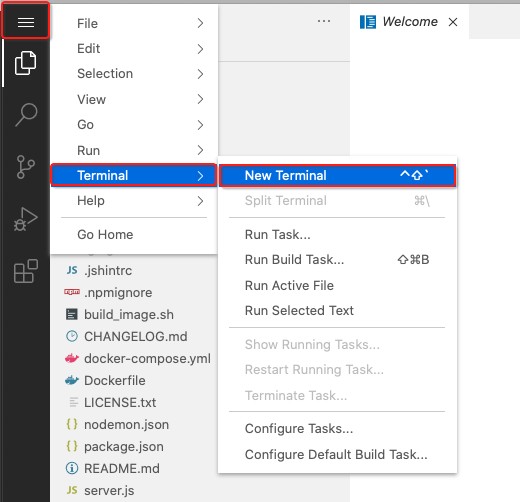 File
Edit
Selection
View
Go
Run
Terminal
Help
Go Home
... Welcome
New Terminal ^⇧`
Split Terminal ⌘\
Run Task...
Run Build Task... ⇧⌘B
Run Active File
Run Selected Text
Show Running Tasks...
Restart Running Task...
Terminate Task...
Configure Tasks...
Configure Default Build Task...
JS .jshintrc
npm .npmignore
build_image.sh
CHANGELOG.md
docker-compose.yml
Dockerfile
LICENSE.txt
{} nodemon.json
{} package.json
README.md
JS server.js